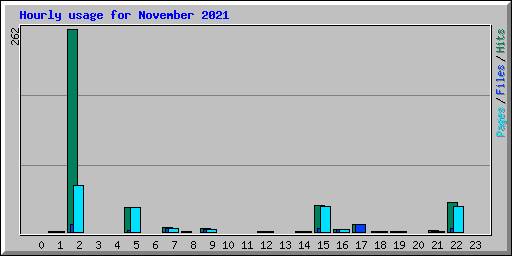 Hourly usage for November 2021
262
Pages/Files/Hits
0 1 2 3 4 5 6 7 8 9 10 11 12 13 14 15 16 17 18 19 20 21 22 23